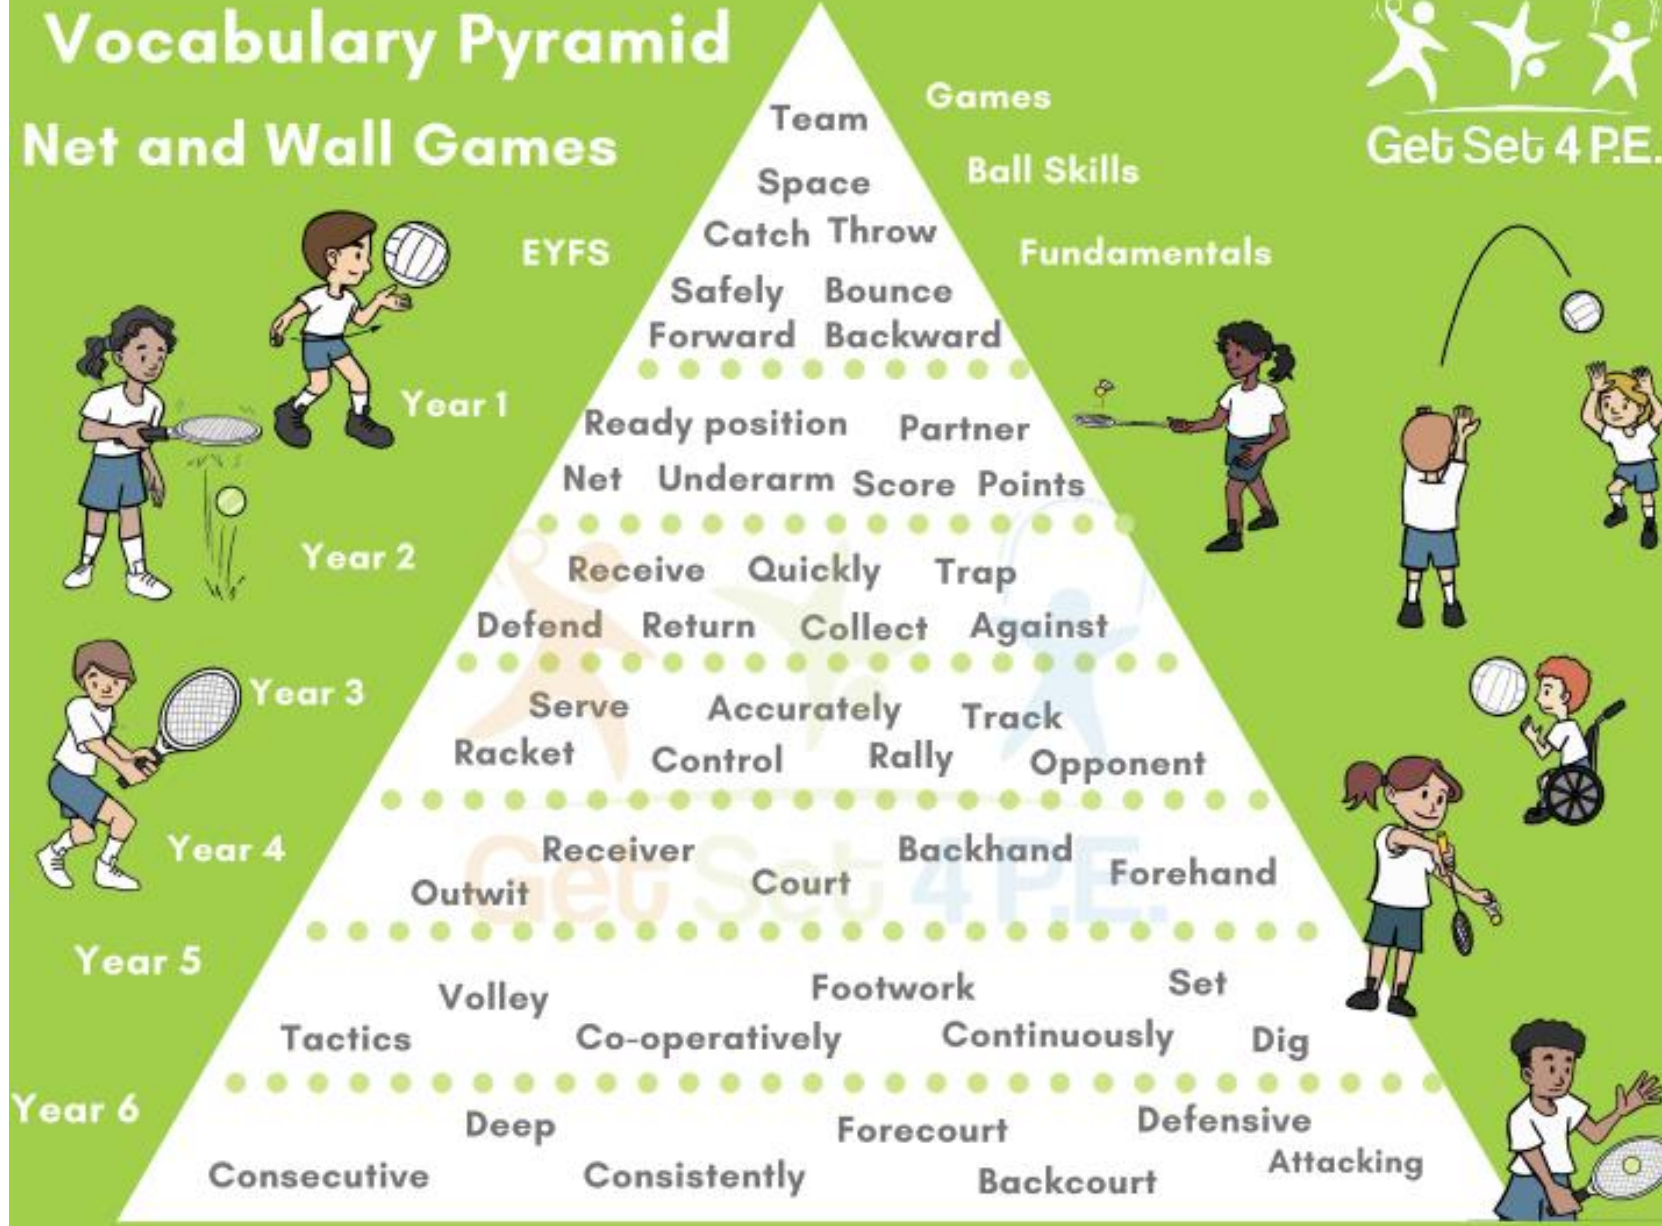 Vocabulary Pyramid
Net and Wall Games
Get Set 4 P.E.
Games
Ball Skills
EYFS
Fundamentals
Team
Space
Catch Throw
Safely Bounce
Forward Backward
Year 1
Ready position Partner
Net Underarm Score Points
Year 2
Receive Quickly Trap
Defend Return Collect Against
Year 3
Serve Accurately Track
Racket Control Rally Opponent
Year 4
Receiver Backhand
Outwit Court Forehand
Get Set 4 P.E.
Year 5
Volley Footwork Set
Tactics Co-operatively Continuously Dig
Year 6
Deep Forecourt Defensive
Consecutive Consistently Backcourt Attacking